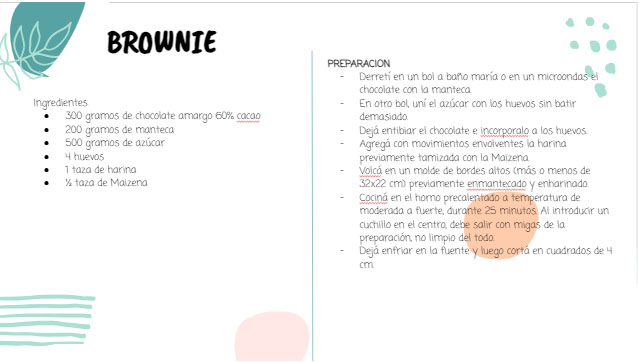 BROWNIE
Ingredientes
● 300 gramos de chocolate amargo 60% cacao
● 200 gramos de manteca
● 500 gramos de azúcar
● 4 huevos
● 1 taza de harina
● ½ taza de Maizena
PREPARACION
- Derretí en un bol a baño maría o en un microondas el
chocolate con la manteca.
- En otro bol, uní el azúcar con los huevos sin batir
demasiado.
- Dejá entibiar el chocolate e incorporalo a los huevos.
- Agregá con movimientos envolventes la harina
previamente tamizada con la Maizena.
- Volcá en un molde de bordes altos (más o menos de
32x22 cm) previamente enmantecado y enharinado.
- Cociná en el horno precalentado a temperatura de
moderada a fuerte, durante 25 minutos. Al introducir un
cuchillo en el centro, debe salir con migas de la
preparación, no limpio del todo.
- Dejá enfriar en la fuente y luego cortá en cuadrados de 4
cm.